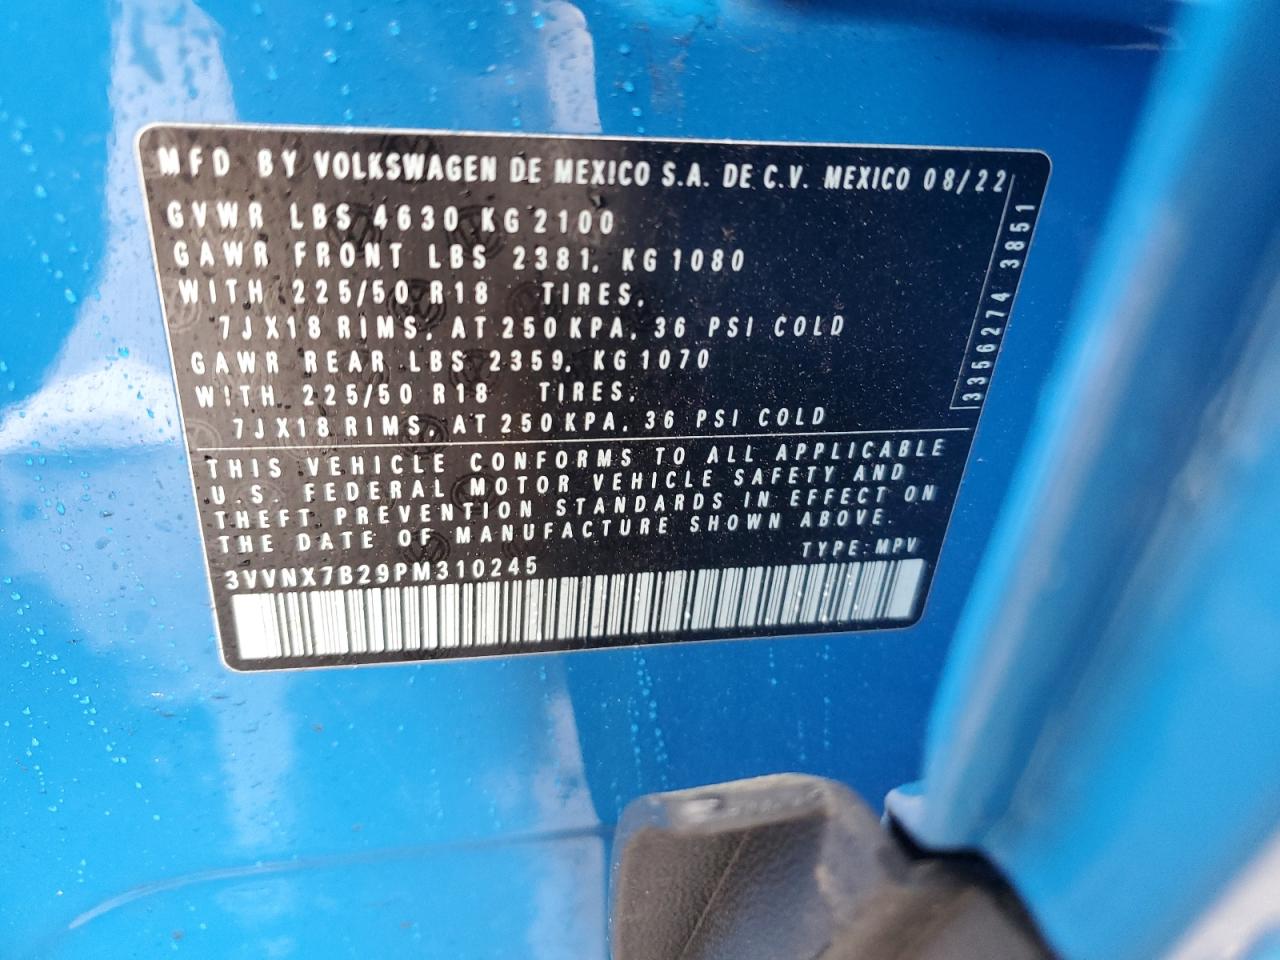 MFD BY VOLKSWAGEN DE MEXICO S.A. DE C.V. MEXICO 08/22
GVWR LBS 4630 KG 2100
GAWR FRONT LBS 2381, KG 1080
WITH 225/50 R18 TIRES,
7JX18 RIMS, AT 250 KPA, 36 PSI COLD
GAWR REAR LBS 2359, KG 1070
WITH 225/50 R18 TIRES,
7JX18 RIMS, AT 250 KPA, 36 PSI COLD
THIS VEHICLE CONFORMS TO ALL APPLICABLE
U.S. FEDERAL MOTOR VEHICLE SAFETY AND
THEFT PREVENTION STANDARDS IN EFFECT ON
THE DATE OF MANUFACTURE SHOWN ABOVE.
TYPE: MPV
3VVNX7B29PM310245
3356274 3851